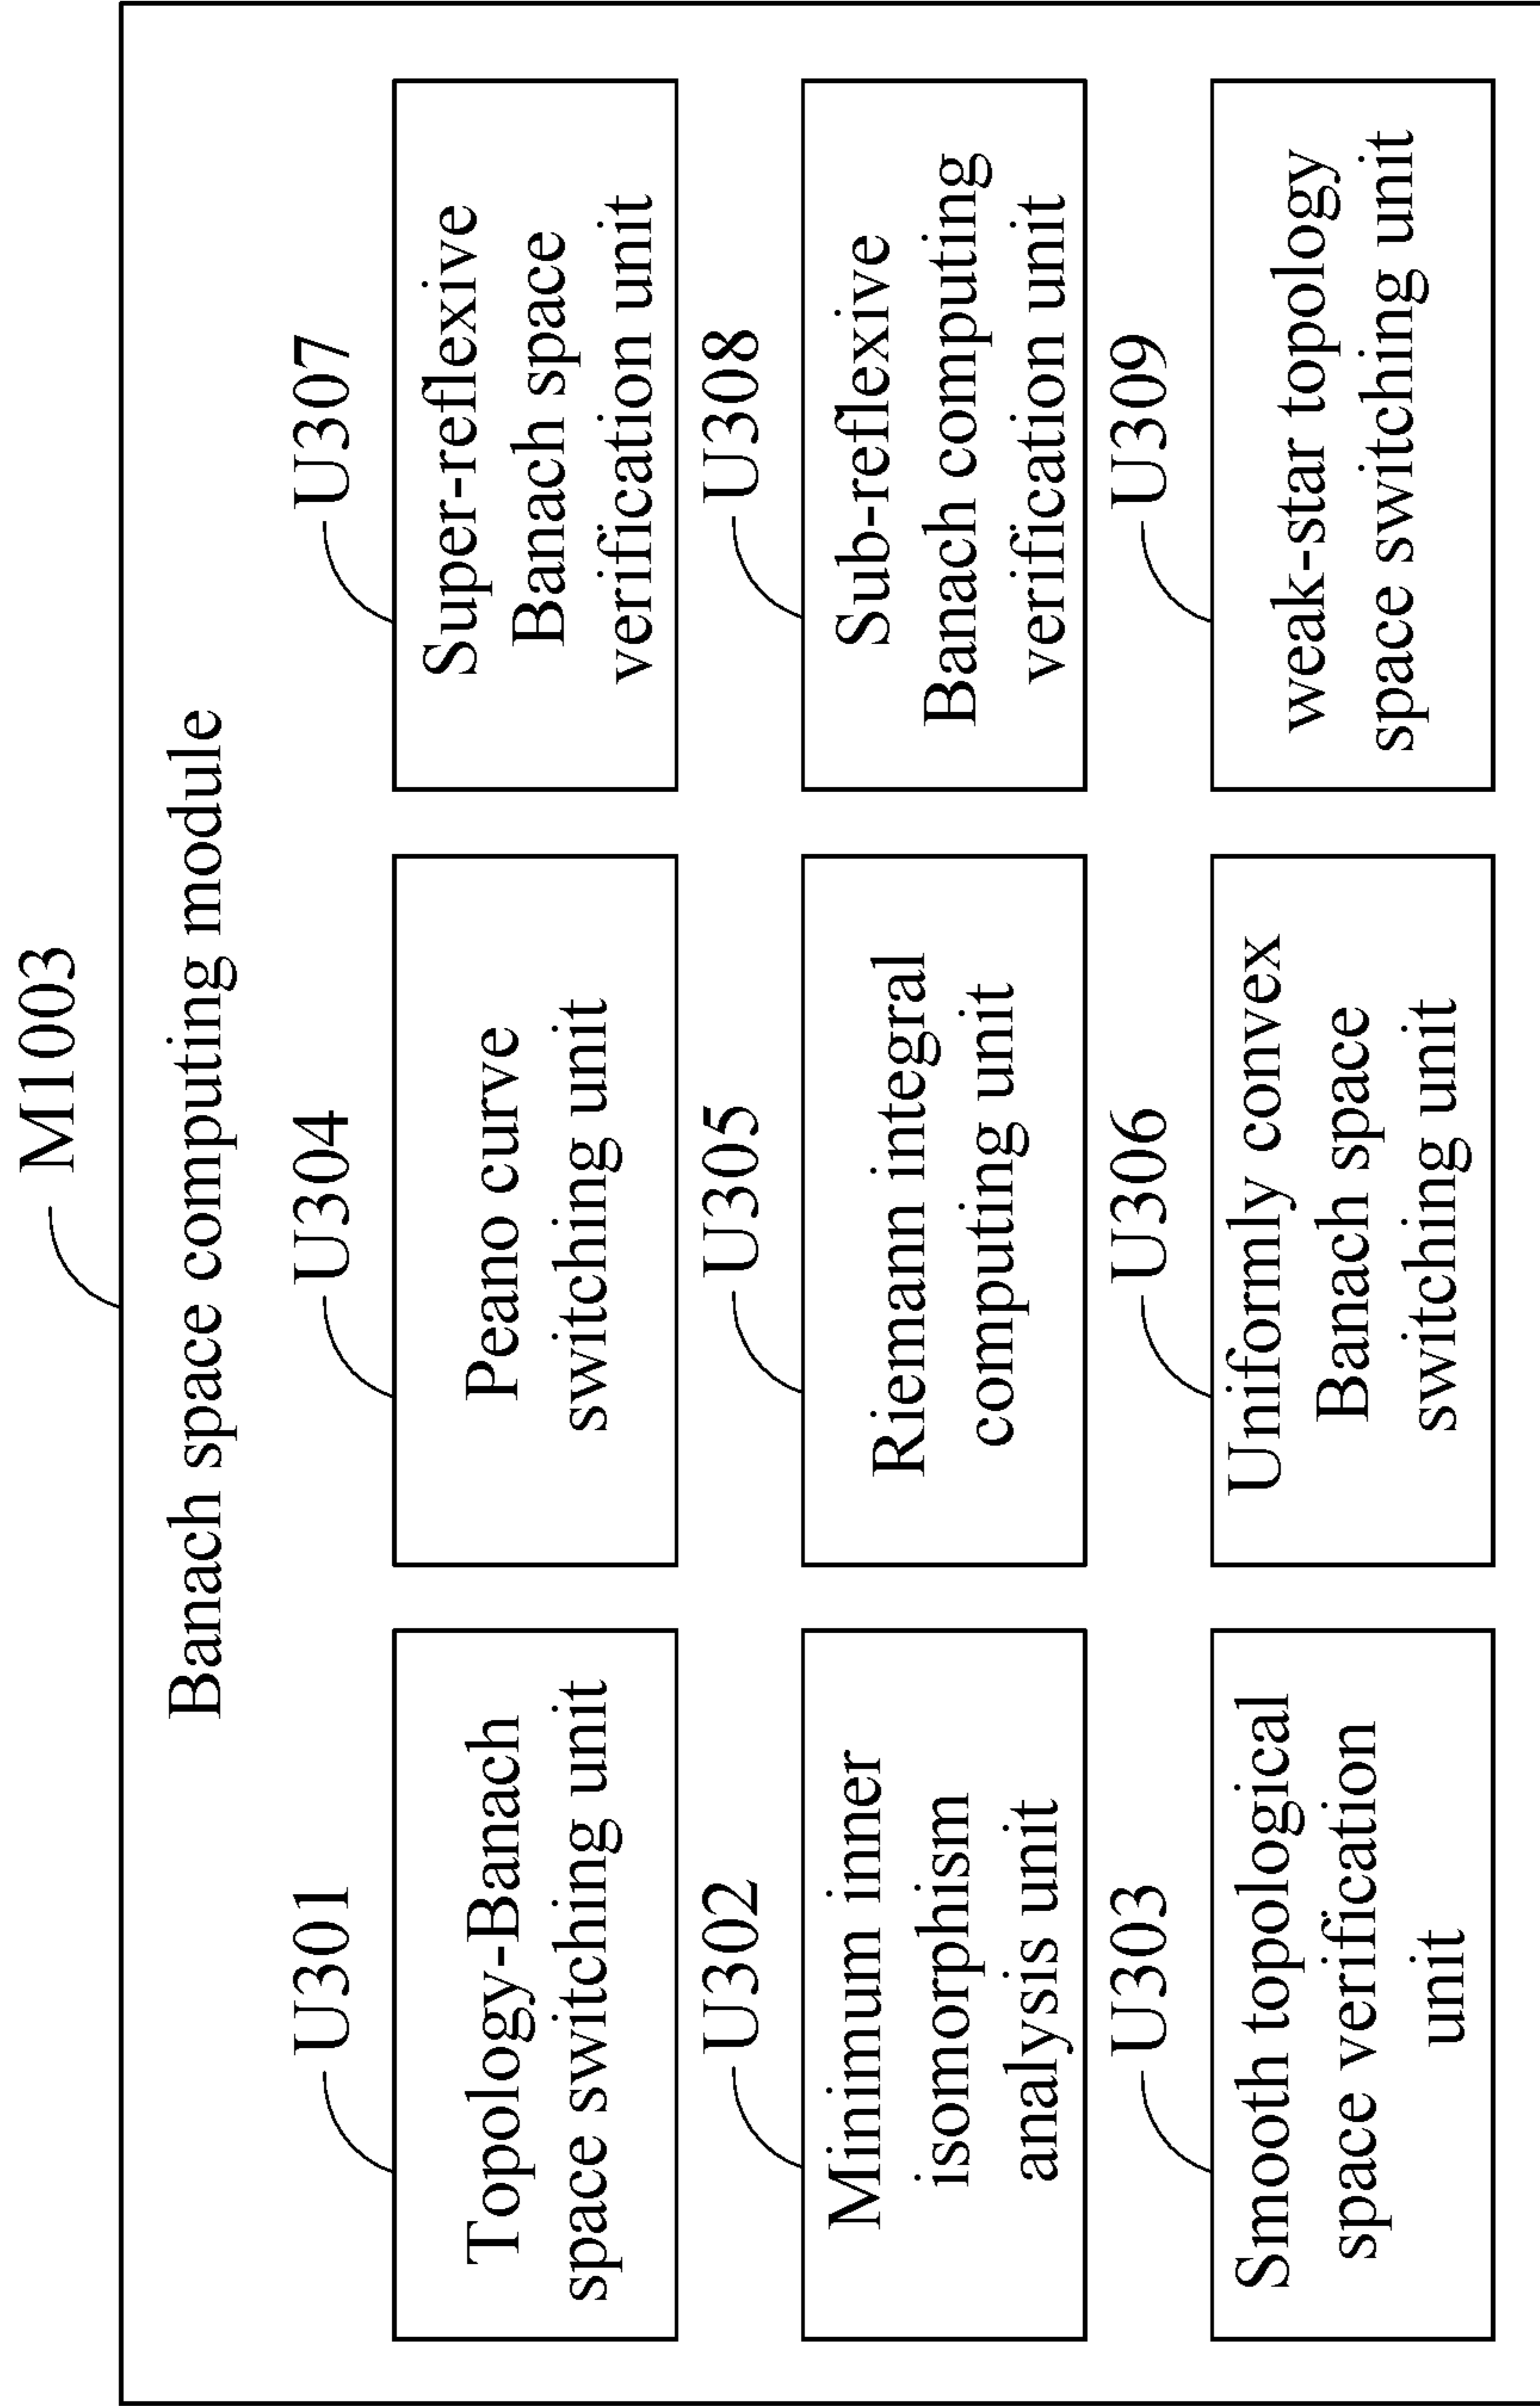 M1003
Banach space computing module
U301
Topology-Banach
space switching unit
U302
Minimum inner
isomorphism
analysis unit
U303
Smooth topological
space verification
unit
U304
Peano curve
switching unit
U305
Riemann integral
computing unit
U306
Uniformly convex
Banach space
switching unit
U307
Super-reflexive
Banach space
verification unit
U308
Sub-reflexive
Banach computing
verification unit
U309
weak-star topology
space switching unit